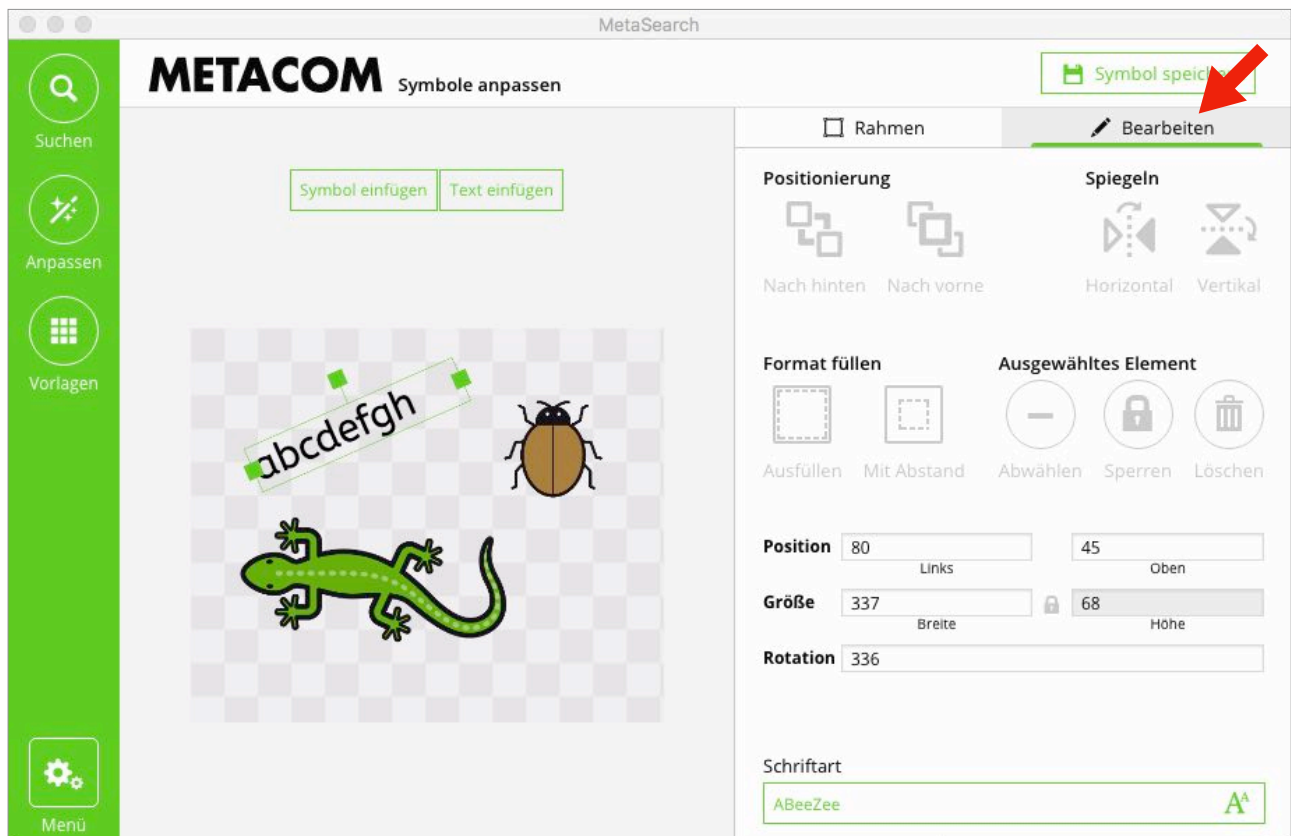 MetaSearch
METACOM Symbole anpassen
Symbol
Suchen
Anpassen
Vorlagen
Menü
Symbol einfügen Text einfügen
abcdefgh
Rahmen Bearbeiten
Positionierung Spiegeln
Nach hinten Nach vorne Horizontal Vertikal
Format füllen Ausgewähltes Element
Ausfüllen Mit Abstand Abwählen Sperren Löschen
Position 80 45
Links Oben
Größe 337 68
Breite Höhe
Rotation 336
Schriftart
ABeeZee AA